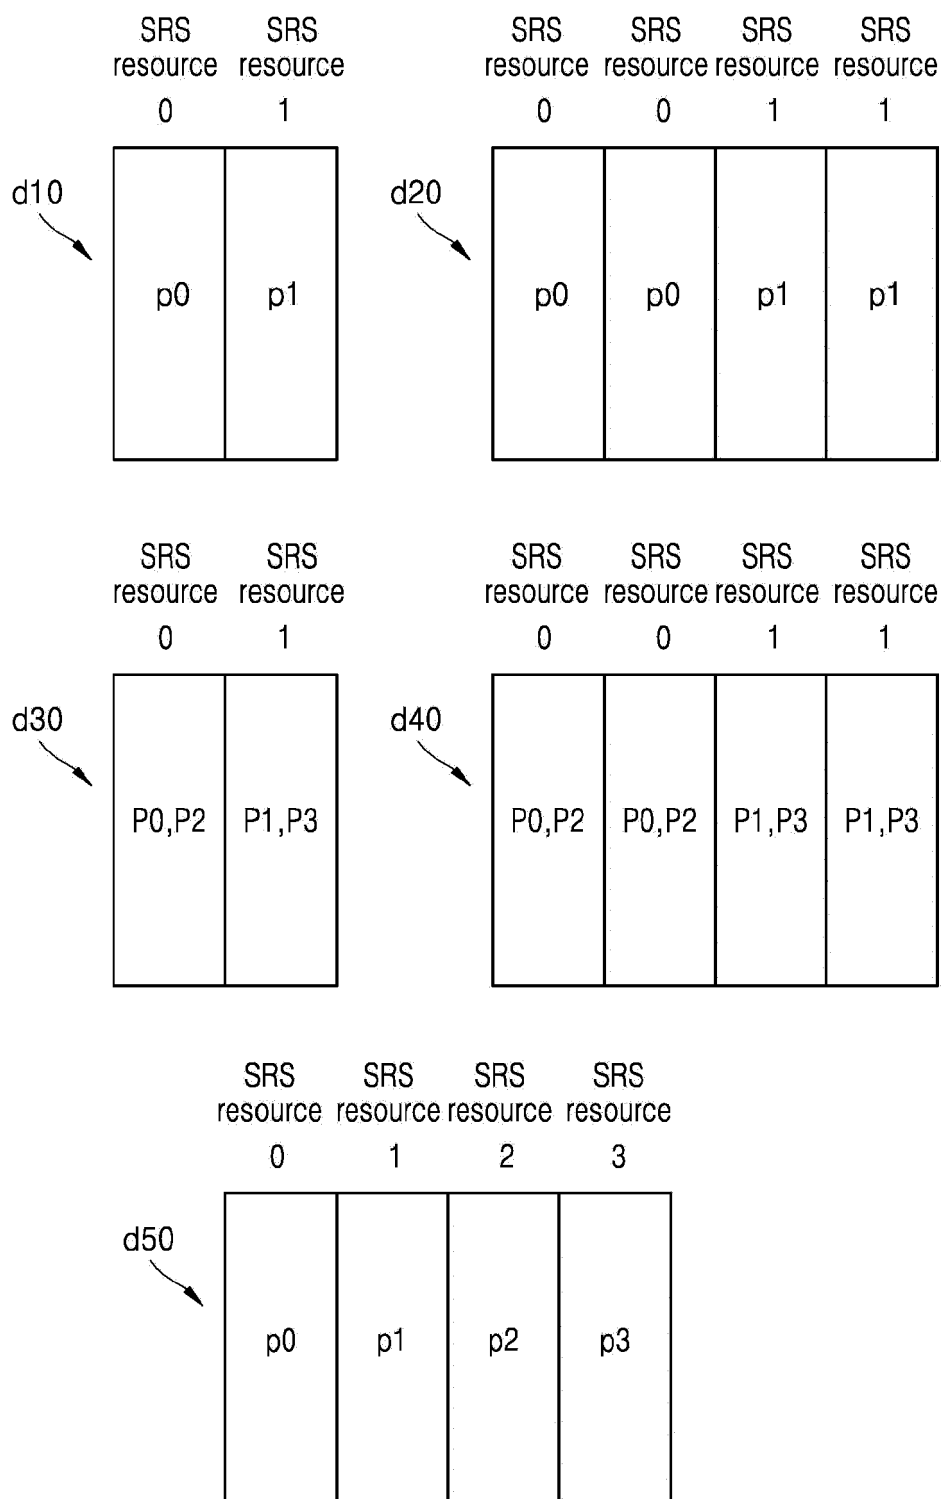 SRS SRS
resource resource
0 1
d10
p0 p1
SRS SRS SRS SRS
resource resource resource resource
0 0 1 1
d20
p0 p0 p1 p1
SRS SRS
resource resource
0 1
d30
P0,P2 P1,P3
SRS SRS SRS SRS
resource resource resource resource
0 0 1 1
d40
P0,P2 P0,P2 P1,P3 P1,P3
SRS SRS SRS SRS
resource resource resource resource
0 1 2 3
d50
p0 p1 p2 p3